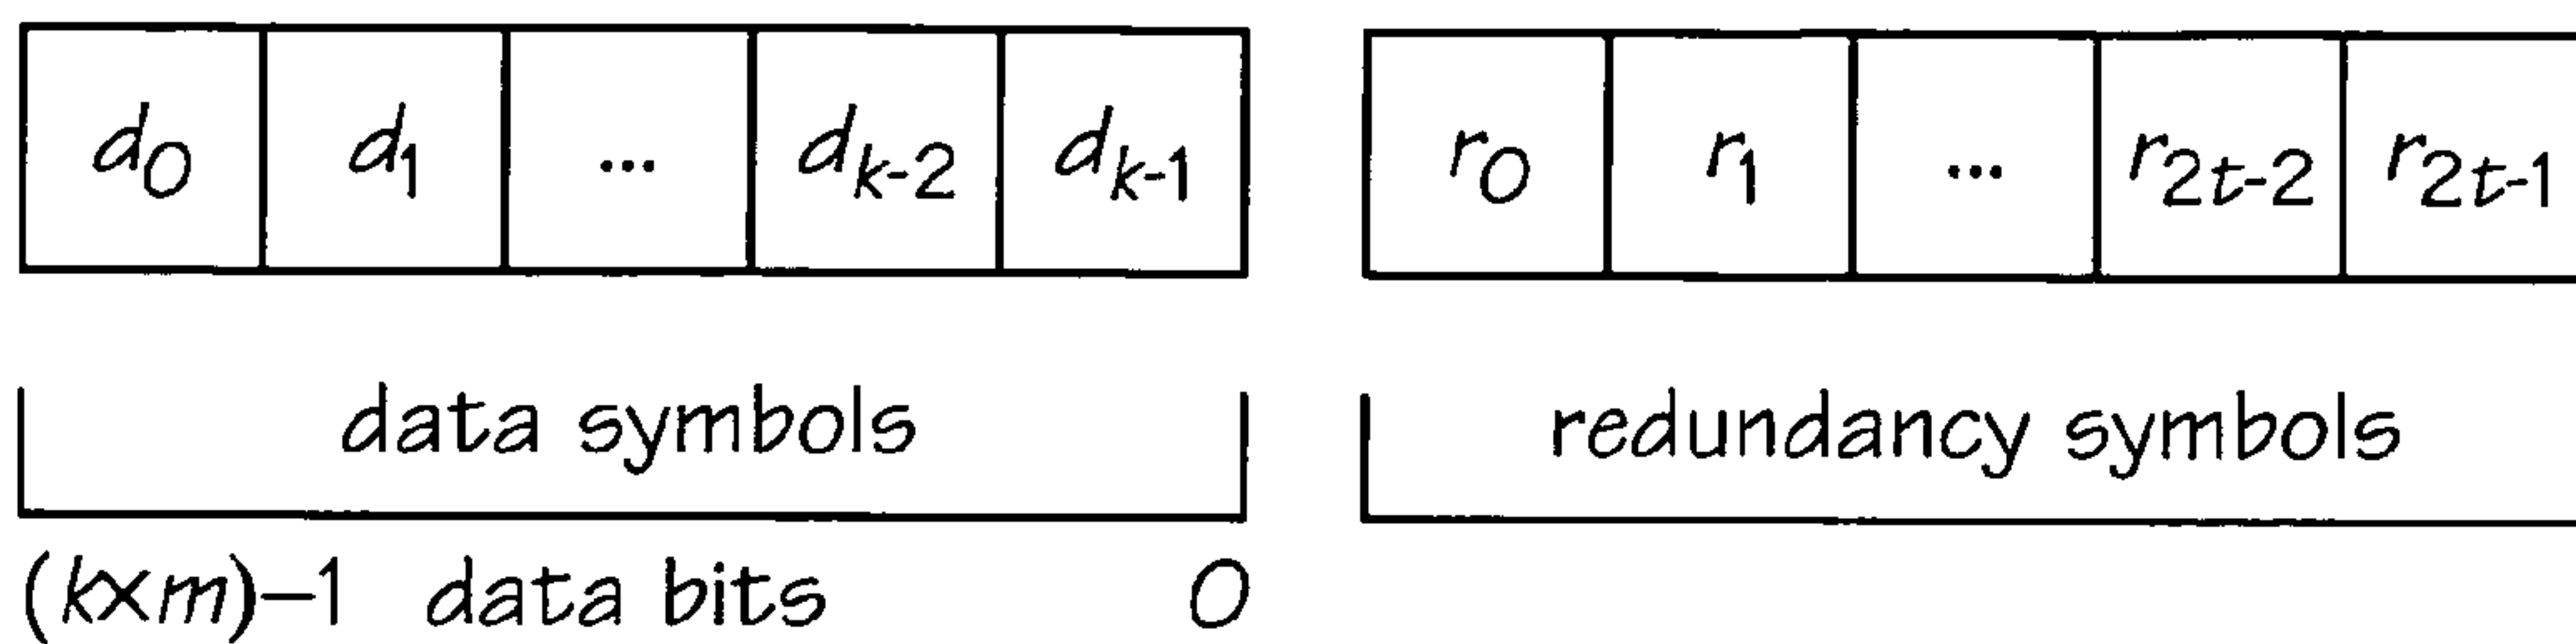 d₀ d₁ ... dₖ₋₂ dₖ₋₁ r₀ r₁ ... r₂ₜ₋₂ r₂ₜ₋₁
data symbols redundancy symbols
(k×m)–1 data bits 0